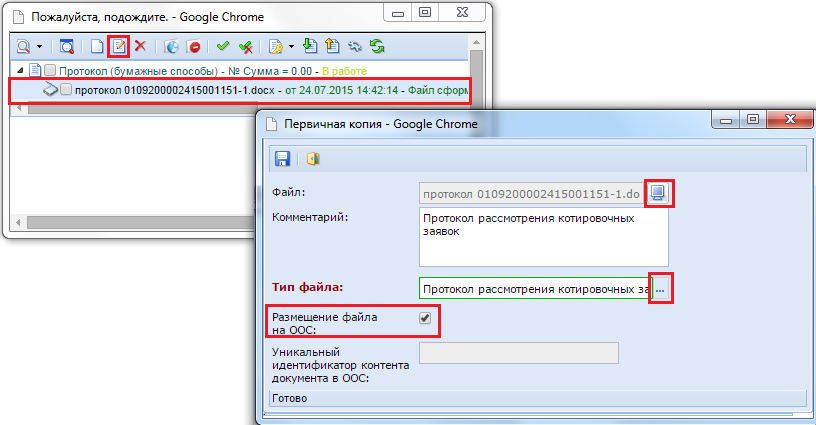 Пожалуйста, подождите. - Google Chrome
Протокол (бумажные способы) - № Сумма = 0.00 - В работе
протокол 0109200002415001151-1.docx - от 24.07.2015 14:42:14 - Файл сформ
Первичная копия - Google Chrome
Файл:
протокол 0109200002415001151-1.do
Комментарий:
Протокол рассмотрения котировочных
заявок
Тип файла:
Протокол рассмотрения котировочных за
...
Размещение файла
на ООС:
Уникальный
идентификатор контента
документа в ООС:
Готово